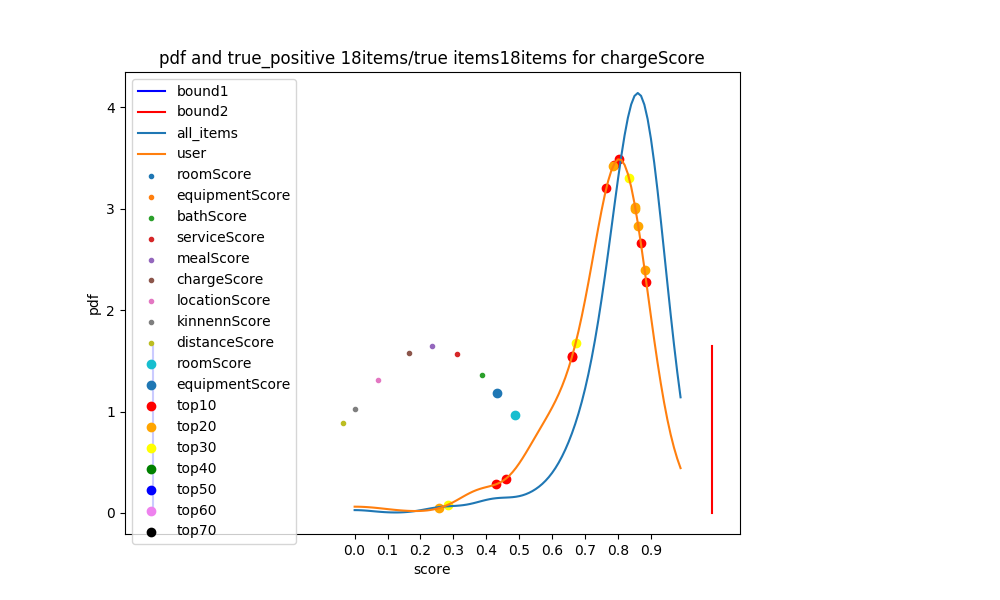 pdf and true_positive 18items/true items18items for chargeScore
bound1
bound2
all_items
user
roomScore
equipmentScore
bathScore
serviceScore
mealScore
chargeScore
locationScore
kinnennScore
distanceScore
roomScore
equipmentScore
top10
top20
top30
top40
top50
top60
top70
4
3
2
1
0
pdf
0.0 0.1 0.2 0.3 0.4 0.5 0.6 0.7 0.8 0.9
score